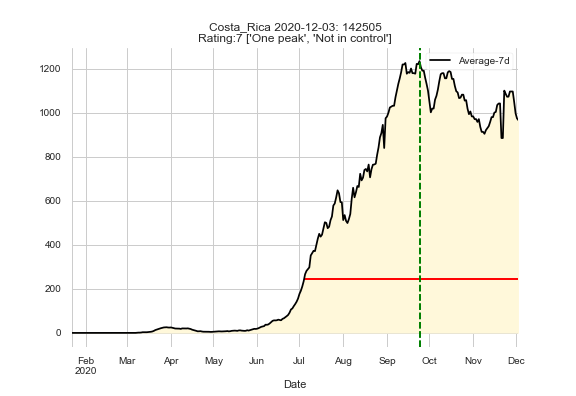 Costa_Rica 2020-12-03: 142505
Rating:7 ['One peak', 'Not in control']
Average-7d
1200
1000
800
600
400
200
0
Feb Mar Apr May Jun Jul Aug Sep Oct Nov Dec
2020
Date